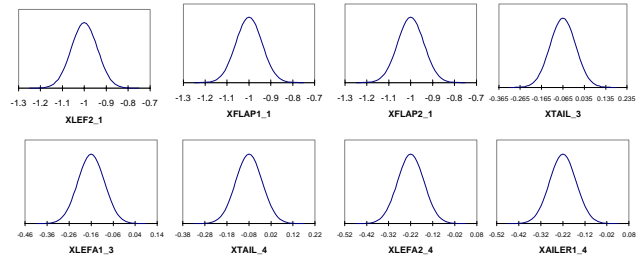 -1.3 -1.2 -1.1 -1 -0.9 -0.8 -0.7
XLEF2_1
-1.3 -1.2 -1.1 -1 -0.9 -0.8 -0.7
XFLAP1_1
-1.3 -1.2 -1.1 -1 -0.9 -0.8 -0.7
XFLAP2_1
-0.365 -0.265 -0.165 -0.065 0.035 0.135 0.235
XTAIL_3
-0.46 -0.36 -0.26 -0.16 -0.06 0.04 0.14
XLEFA1_3
-0.38 -0.28 -0.18 -0.08 0.02 0.12 0.22
XTAIL_4
-0.52 -0.42 -0.32 -0.22 -0.12 -0.02 0.08
XLEFA2_4
-0.52 -0.42 -0.32 -0.22 -0.12 -0.02 0.08
XAILER1_4